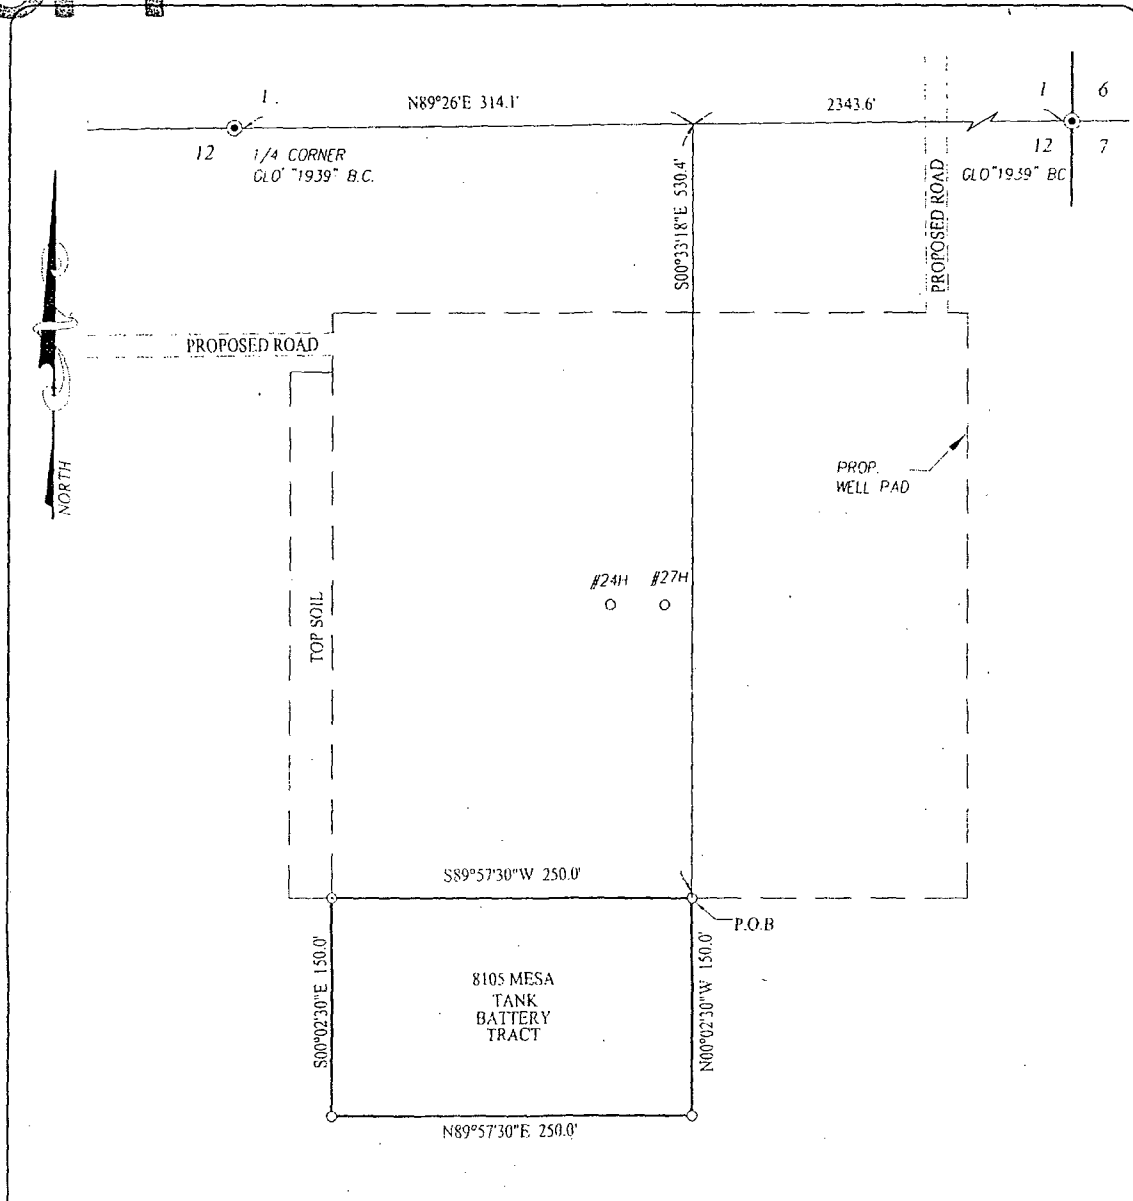 1
N89°26'E 314.1'
2343.6'
1
6
12
1/4 CORNER
GLO' "1939" B.C.
12
7
GLO "1939" BC
S00°33'18"E 530.4'
PROPOSED ROAD
PROPOSED ROAD
NORTH
PROP.
WELL PAD
#24H
#27H
TOP SOIL
S89°57'30"W 250.0'
P.O.B
S00°02'30"E 150.0'
8105 MESA
TANK
BATTERY
TRACT
N00°02'30"W 150.0'
N89°57'30"E 250.0'